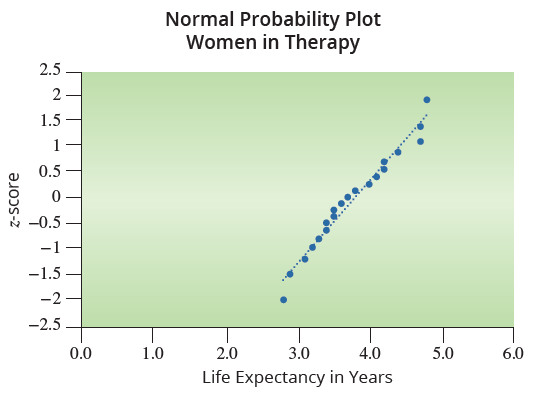 Normal Probability Plot
Women in Therapy
2.5
2
1.5
1
0.5
0
−0.5
−1
−1.5
−2
−2.5
z-score
0.0 1.0 2.0 3.0 4.0 5.0 6.0
Life Expectancy in Years